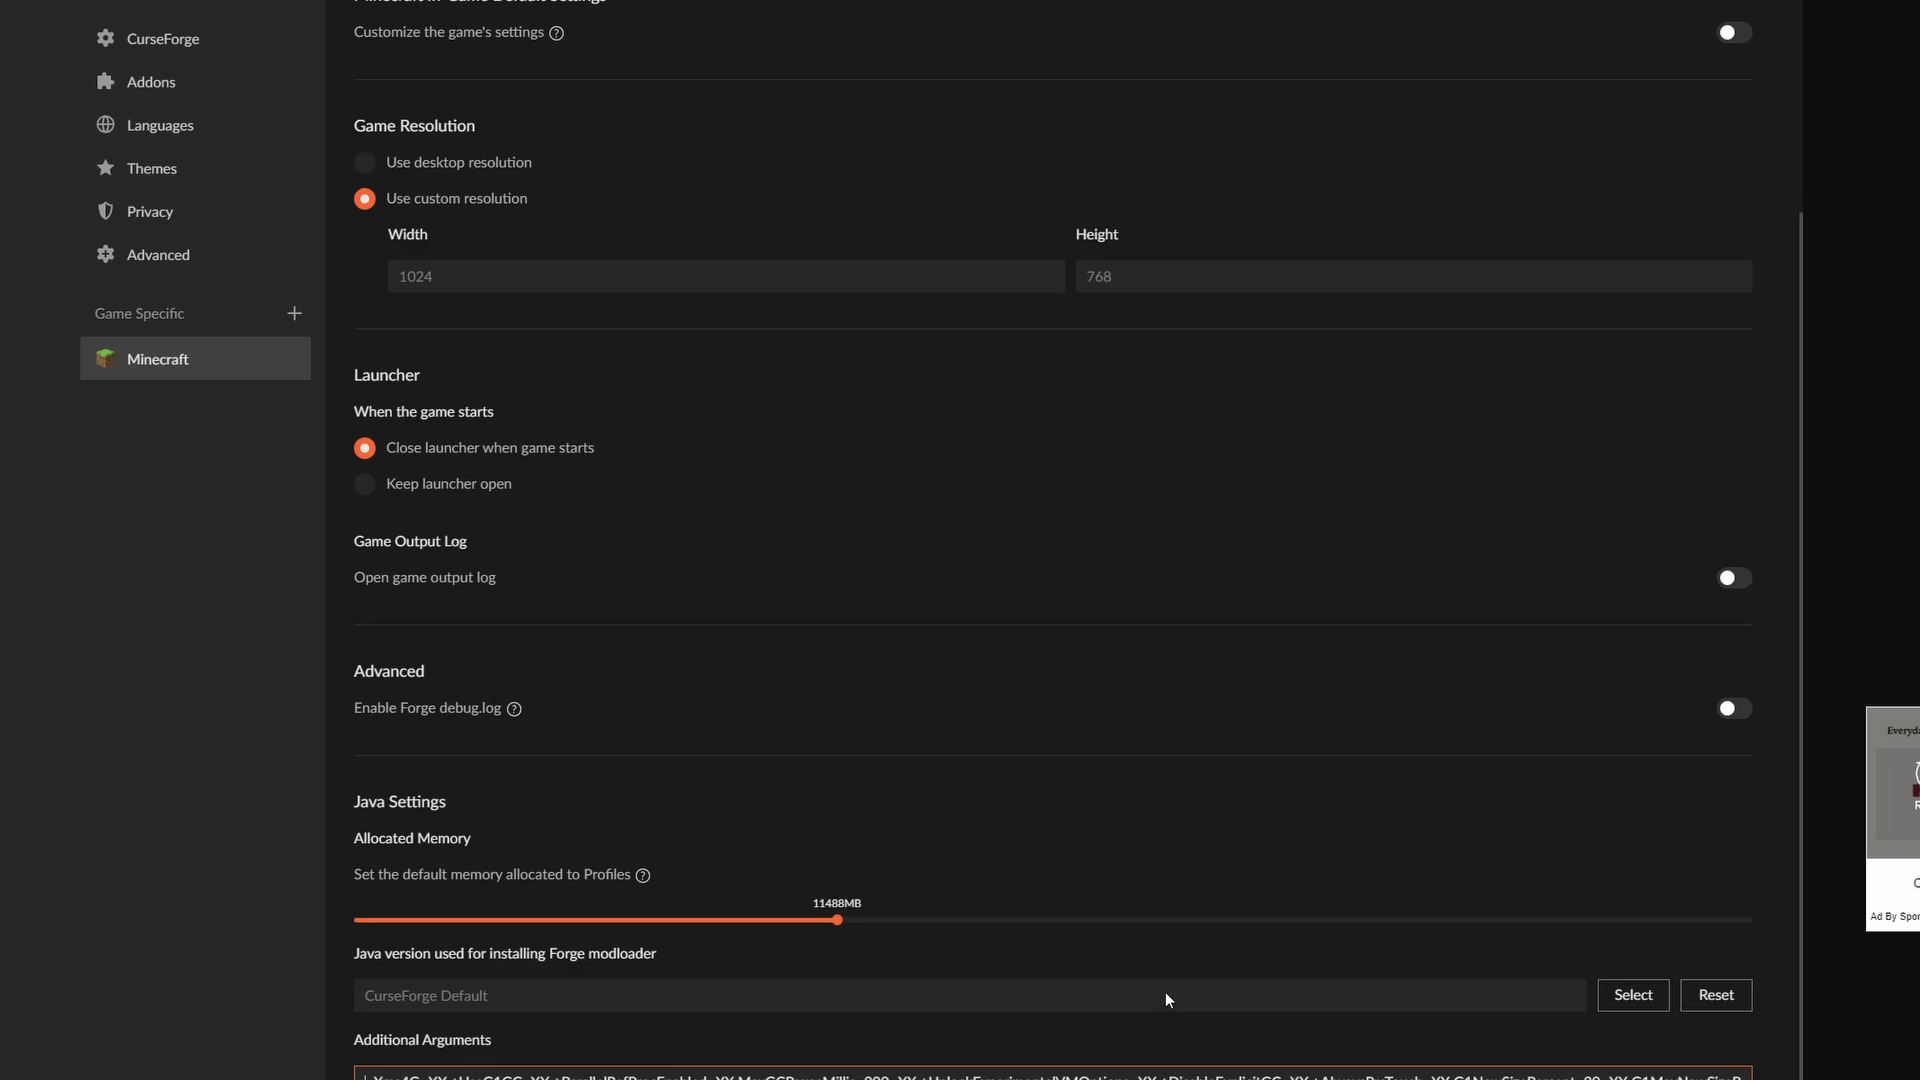 CurseForge
Addons
Languages
Themes
Privacy
Advanced
Game Specific
Minecraft
Customize the game's settings
Game Resolution
Use desktop resolution
Use custom resolution
Width Height
1024 768
Launcher
When the game starts
Close launcher when game starts
Keep launcher open
Game Output Log
Open game output log
Advanced
Enable Forge debug.log
Java Settings
Allocated Memory
Set the default memory allocated to Profiles
11488MB
Java version used for installing Forge modloader
CurseForge Default Select Reset
Additional Arguments
Ad By